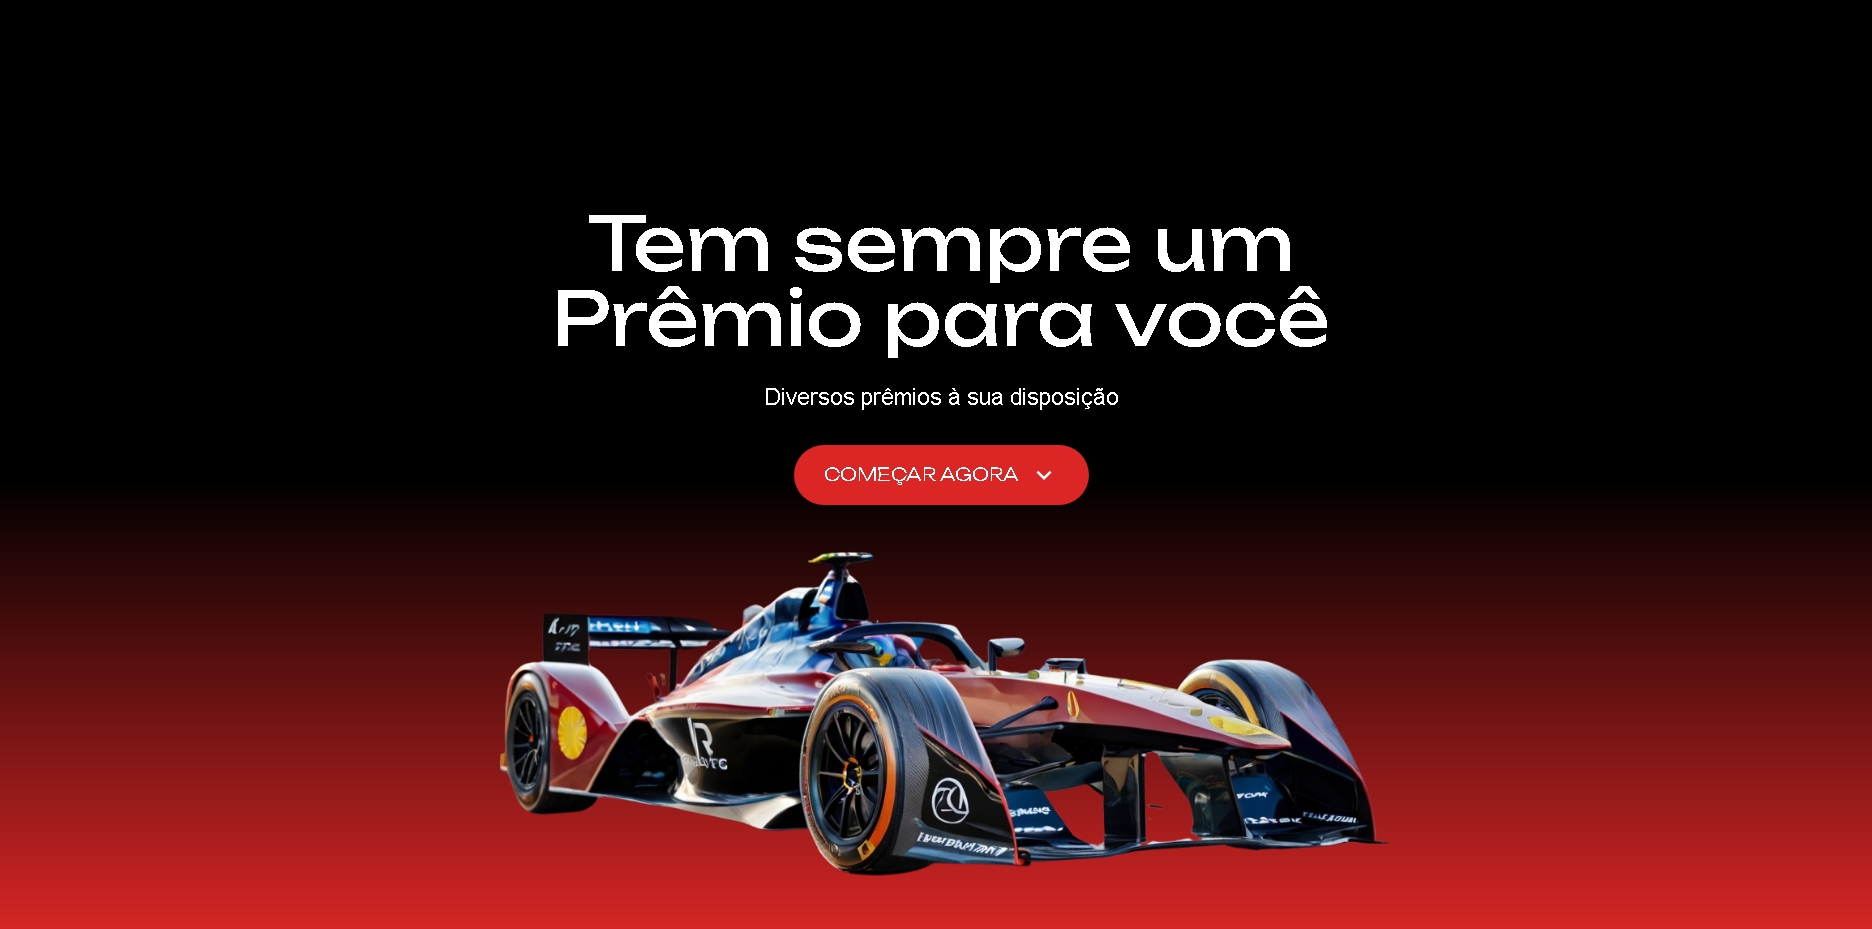 Tem sempre um
Prêmio para você
Diversos prêmios à sua disposição
COMEÇAR AGORA
R